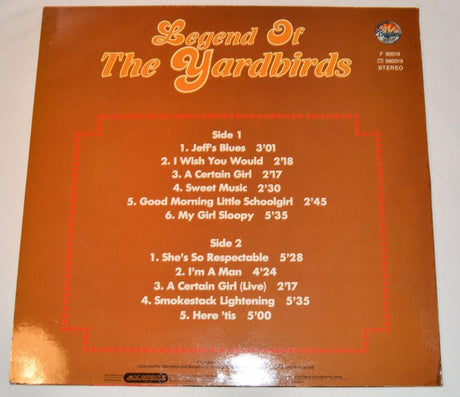 Legend Of
The Yardbirds
F 50019
980019
STEREO
Side 1
1. Jeff's Blues 3'01
2. I Wish You Would 2'18
3. A Certain Girl 2'17
4. Sweet Music 2'30
5. Good Morning Little Schoolgirl 2'45
6. My Girl Sloopy 5'35
Side 2
1. She's So Respectable 5'28
2. I'm A Man 4'24
3. A Certain Girl (Live) 2'17
4. Smokestack Lightening 5'35
5. Here 'tis 5'00